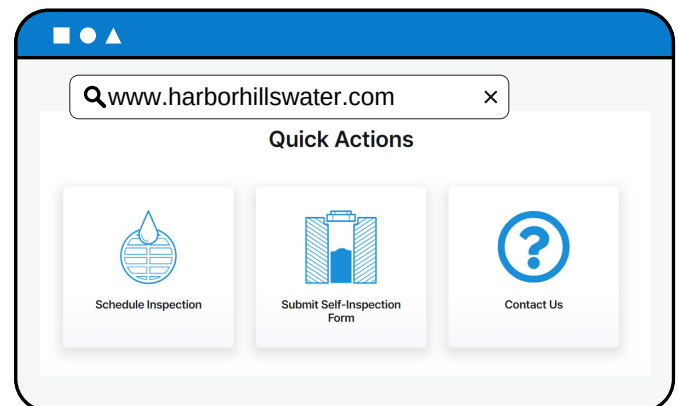 www.harborhillswater.com
Quick Actions
Schedule Inspection
Submit Self-Inspection
Form
Contact Us